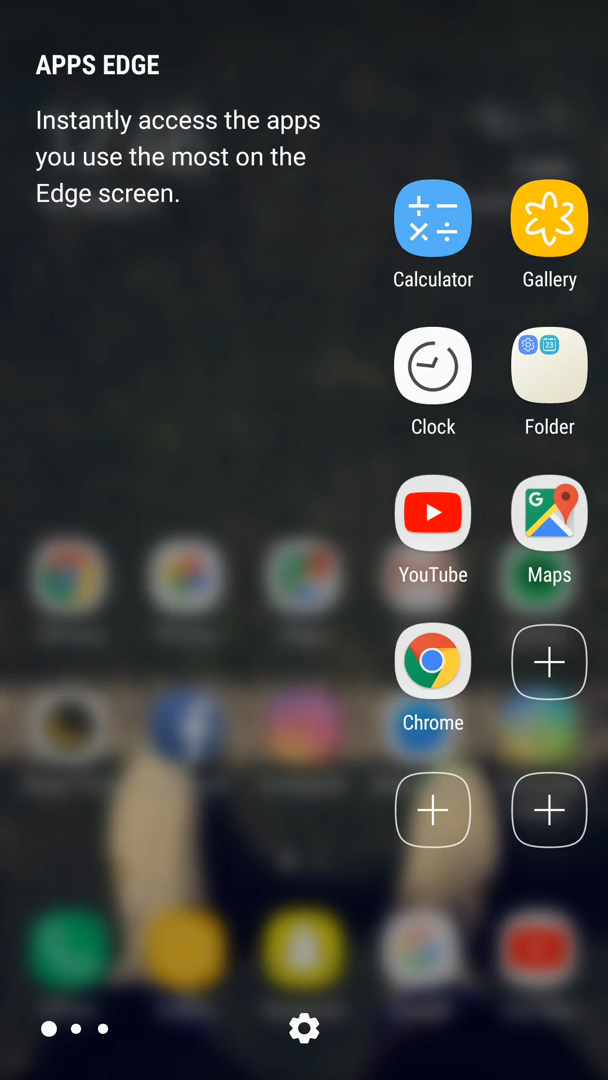 APPS EDGE
Instantly access the apps
you use the most on the
Edge screen.
Calculator
Gallery
Clock
23
Folder
YouTube
G
Maps
Chrome